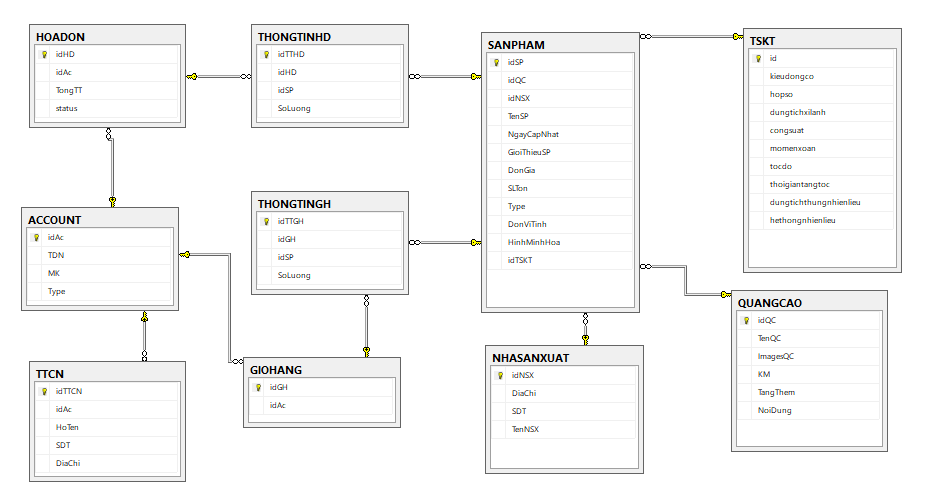 HOADON
idHD
idAc
TongTT
status
THONGTINHD
idTTHD
idHD
idSP
SoLuong
SANPHAM
idSP
idQC
idNSX
TenSP
NgayCapNhat
GioiThieuSP
DonGia
SLTon
Type
DonViTinh
HinhMinhHoa
idTSKT
TSKT
id
kieudongco
hopso
dungtichxilanh
congsuat
momenxoan
tocdo
thoigiantangtoc
dungtichthungnhienlieu
hethongnhienlieu
ACCOUNT
idAc
TDN
MK
Type
THONGTINGH
idTTGH
idGH
idSP
SoLuong
QUANGCAO
idQC
TenQC
ImagesQC
KM
TangThem
NoiDung
TTCN
idTTCN
idAc
HoTen
SDT
DiaChi
GIOHANG
idGH
idAc
NHASANXUAT
idNSX
DiaChi
SDT
TenNSX